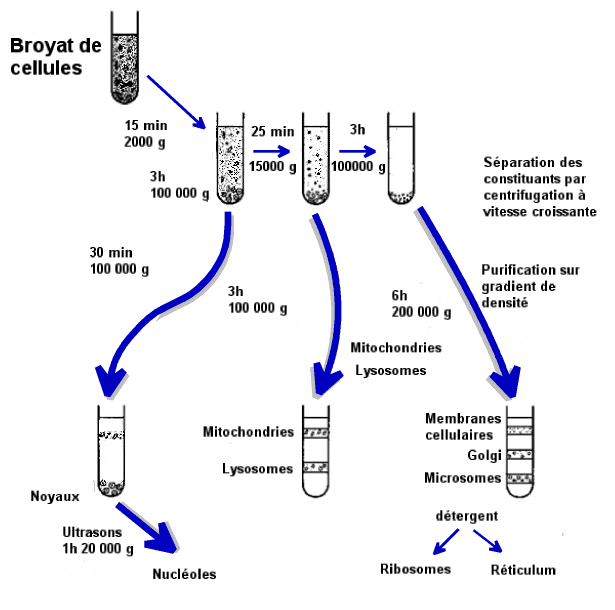 Broyat de
cellules
15 min
2000 g
25 min
15000 g
3h
100000 g
3h
100 000 g
Séparation des
constituants par
centrifugation à
vitesse croissante
30 min
100 000 g
3h
100 000 g
6h
200 000 g
Purification sur
gradient de
densité
Mitochondries
Lysosomes
Noyaux
Mitochondries
Lysosomes
Membranes
cellulaires
Golgi
Microsomes
Ultrasons
1h 20 000 g
Nucléoles
détergent
Ribosomes
Réticulum